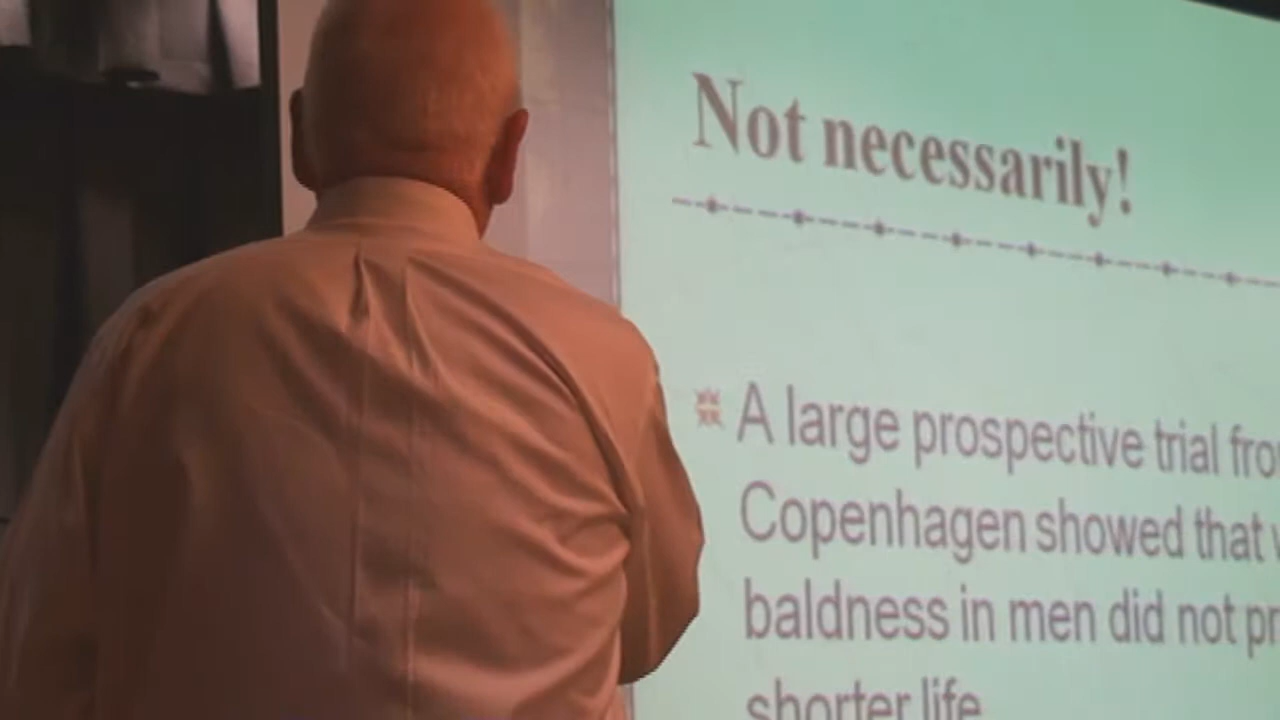 Not necessarily!
A large prospective trial fro
Copenhagen showed that
baldness in men did not pr
shorter life